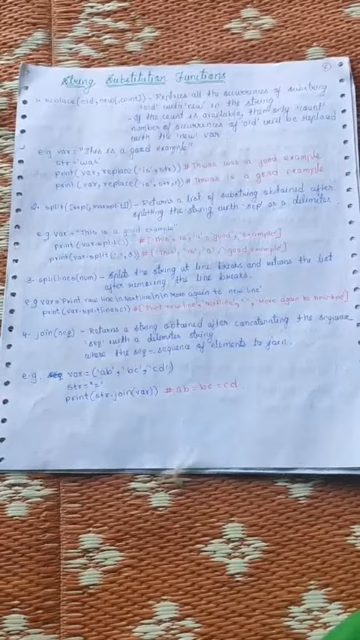 String Substitution Functions
1. replace(old, new[,count]) - Replaces all the occurrences of substring
'old' with 'new' in the string
- If the count is available, then only 'count'
number of occurrences of 'old' will be replaced
with the 'new' var
e.g var: "This is a good example"
str = 'was'
print(var, replace('is', str)) # Thwas was a good example
print(var, replace('is', str,1)) # Thwas is a good example
2. split([sep[, maxsplit]]) - Returns a list of substring obtained after
splitting the string with 'sep' as a delimiter
e.g var = "This is a good example"
print(var.split())
3. splitlines(num) - Splits the string at line breaks and returns the list
after removing the line breaks.
4. join(seq) - Returns a string obtained after concatenating the sequence
'seq' with a delimiter string
where the seq = sequence of elements to join
e.g. var = ('ab', 'bc', 'cd')
str = "="
print(str.join(var)) # ab = bc = cd